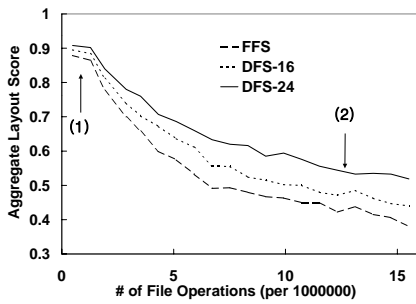 Aggregate Layout Score
1
0.9
0.8
0.7
0.6
0.5
0.4
0.3
FFS
DFS-16
DFS-24
(1)
(2)
0
5
10
15
# of File Operations (per 1000000)